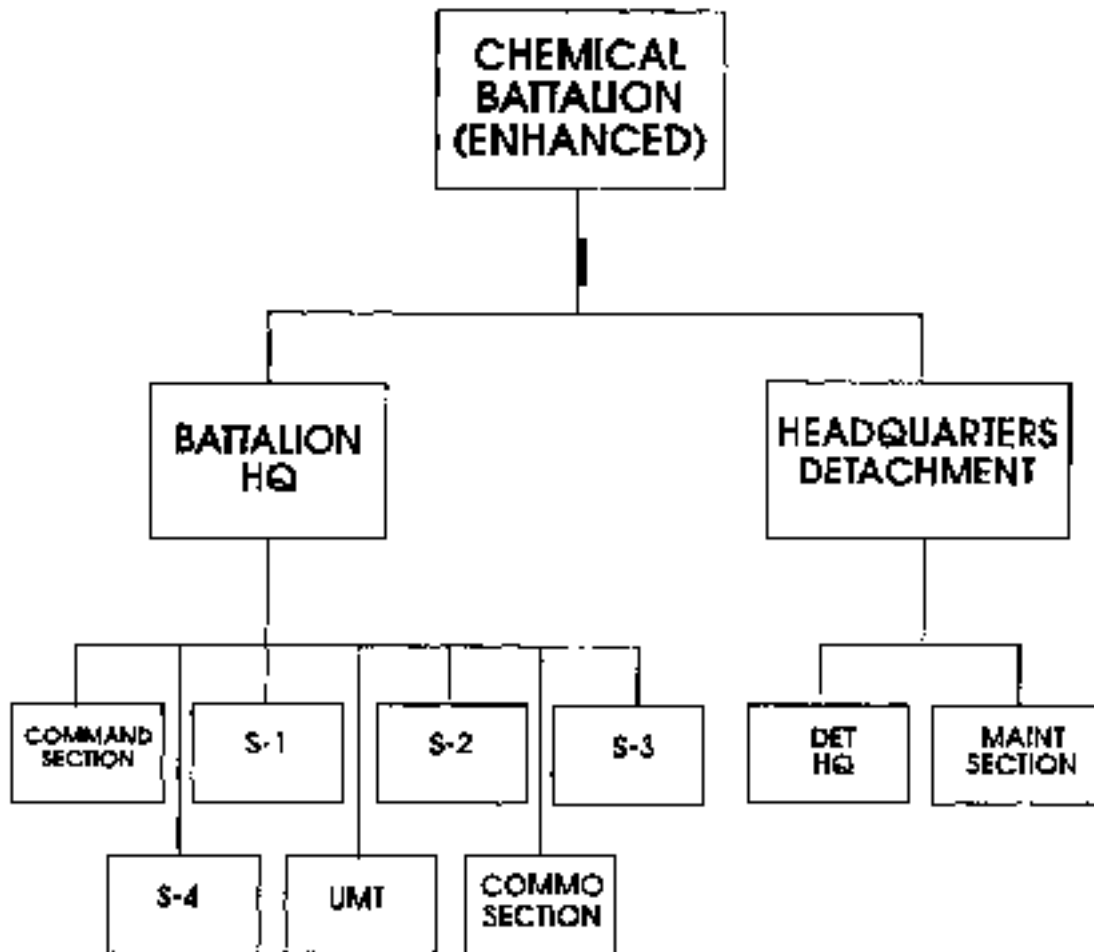 CHEMICAL
BATTALION
(ENHANCED)
BATTALION
HQ
HEADQUARTERS
DETACHMENT
COMMAND
SECTION
S-1
S-2
S-3
DET
HQ
MAINT
SECTION
S-4
UMT
COMMO
SECTION